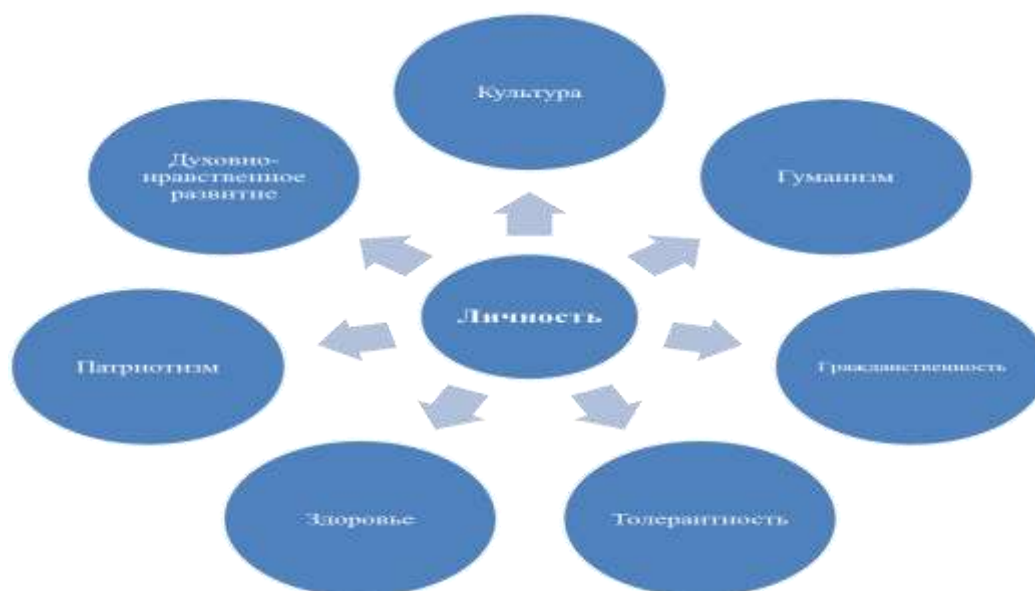 Культура
Духовно-
нравственное
развитие
Гуманизм
Личность
Патриотизм
Гражданственность
Здоровье
Толерантность